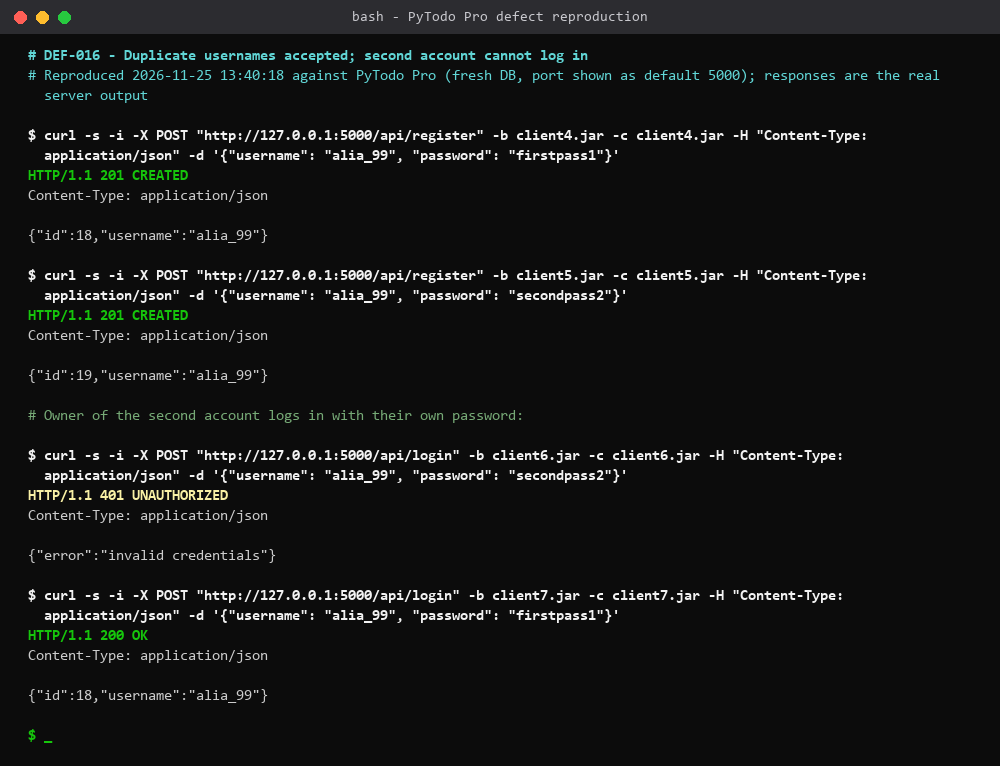 bash - PyTodo Pro defect reproduction
# DEF-016 - Duplicate usernames accepted; second account cannot log in
# Reproduced 2026-11-25 13:40:18 against PyTodo Pro (fresh DB, port shown as default 5000); responses are the real
server output
$ curl -s -i -X POST "http://127.0.0.1:5000/api/register" -b client4.jar -c client4.jar -H "Content-Type:
application/json" -d '{"username": "alia_99", "password": "firstpass1"}'
HTTP/1.1 201 CREATED
Content-Type: application/json
{"id":18,"username":"alia_99"}
$ curl -s -i -X POST "http://127.0.0.1:5000/api/register" -b client5.jar -c client5.jar -H "Content-Type:
application/json" -d '{"username": "alia_99", "password": "secondpass2"}'
HTTP/1.1 201 CREATED
Content-Type: application/json
{"id":19,"username":"alia_99"}
# Owner of the second account logs in with their own password:
$ curl -s -i -X POST "http://127.0.0.1:5000/api/login" -b client6.jar -c client6.jar -H "Content-Type:
application/json" -d '{"username": "alia_99", "password": "secondpass2"}'
HTTP/1.1 401 UNAUTHORIZED
Content-Type: application/json
{"error":"invalid credentials"}
$ curl -s -i -X POST "http://127.0.0.1:5000/api/login" -b client7.jar -c client7.jar -H "Content-Type:
application/json" -d '{"username": "alia_99", "password": "firstpass1"}'
HTTP/1.1 200 OK
Content-Type: application/json
{"id":18,"username":"alia_99"}
$ _